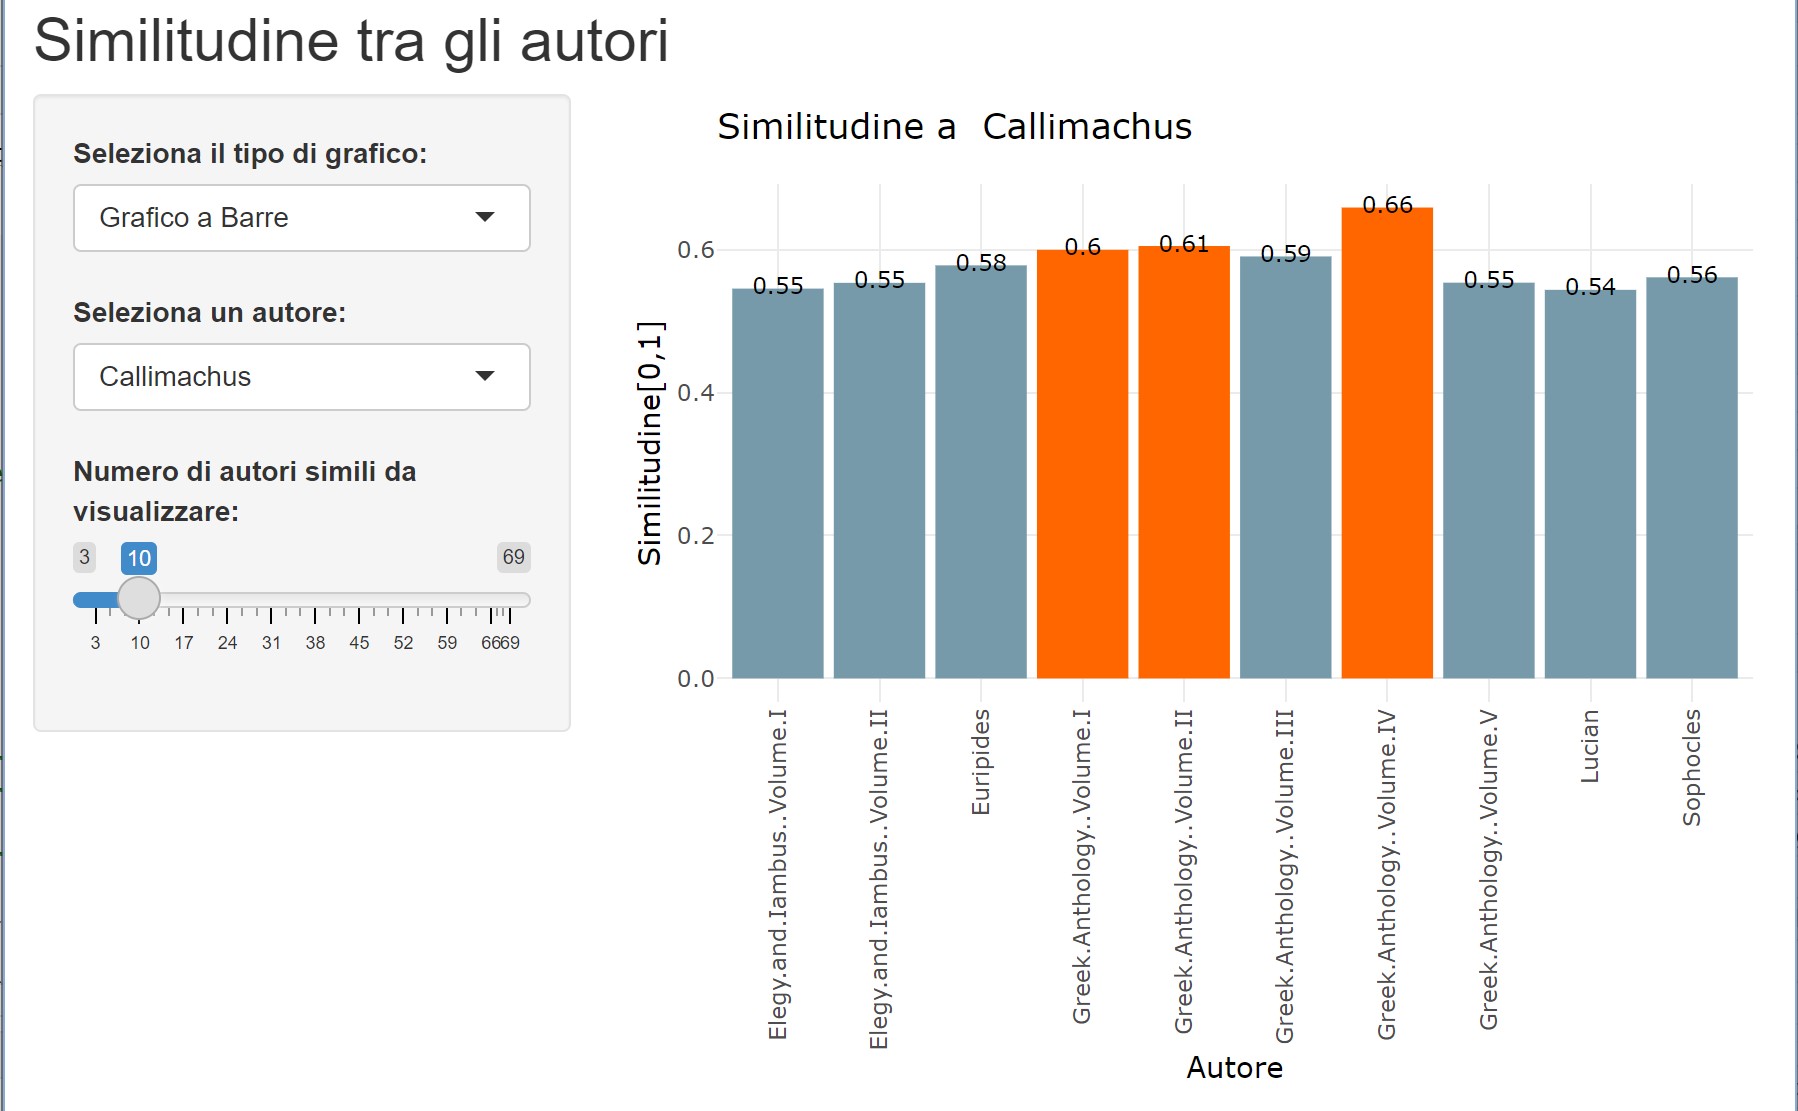 Similitudine tra gli autori
Seleziona il tipo di grafico:
Grafico a Barre
Seleziona un autore:
Callimachus
Numero di autori simili da
visualizzare:
3 10 69
3 10 17 24 31 38 45 52 59 66 69
Similitudine a  Callimachus
Similitudine[0,1]
0.6
0.4
0.2
0.0
0.55 0.55 0.58 0.6 0.61 0.59 0.66 0.55 0.54 0.56
Elegy.and.Iambus..Volume.I
Elegy.and.Iambus..Volume.II
Euripides
Greek.Anthology..Volume.I
Greek.Anthology..Volume.II
Greek.Anthology..Volume.III
Greek.Anthology..Volume.IV
Greek.Anthology..Volume.V
Lucian
Sophocles
Autore